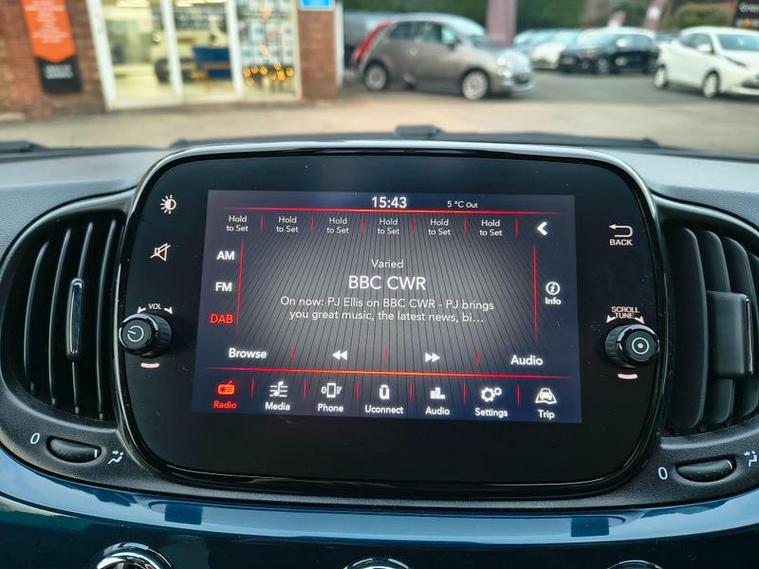 15:43 5 °C Out
Hold to Set
Hold to Set
Hold to Set
Hold to Set
Hold to Set
Hold to Set
AM
FM
DAB
Varied
BBC CWR
On now: PJ Ellis on BBC CWR - PJ brings
you great music, the latest news, bi...
Info
Browse
Audio
Radio Media Phone Uconnect Audio Settings Trip
VOL
BACK
SCROLL
TUNE
0
0